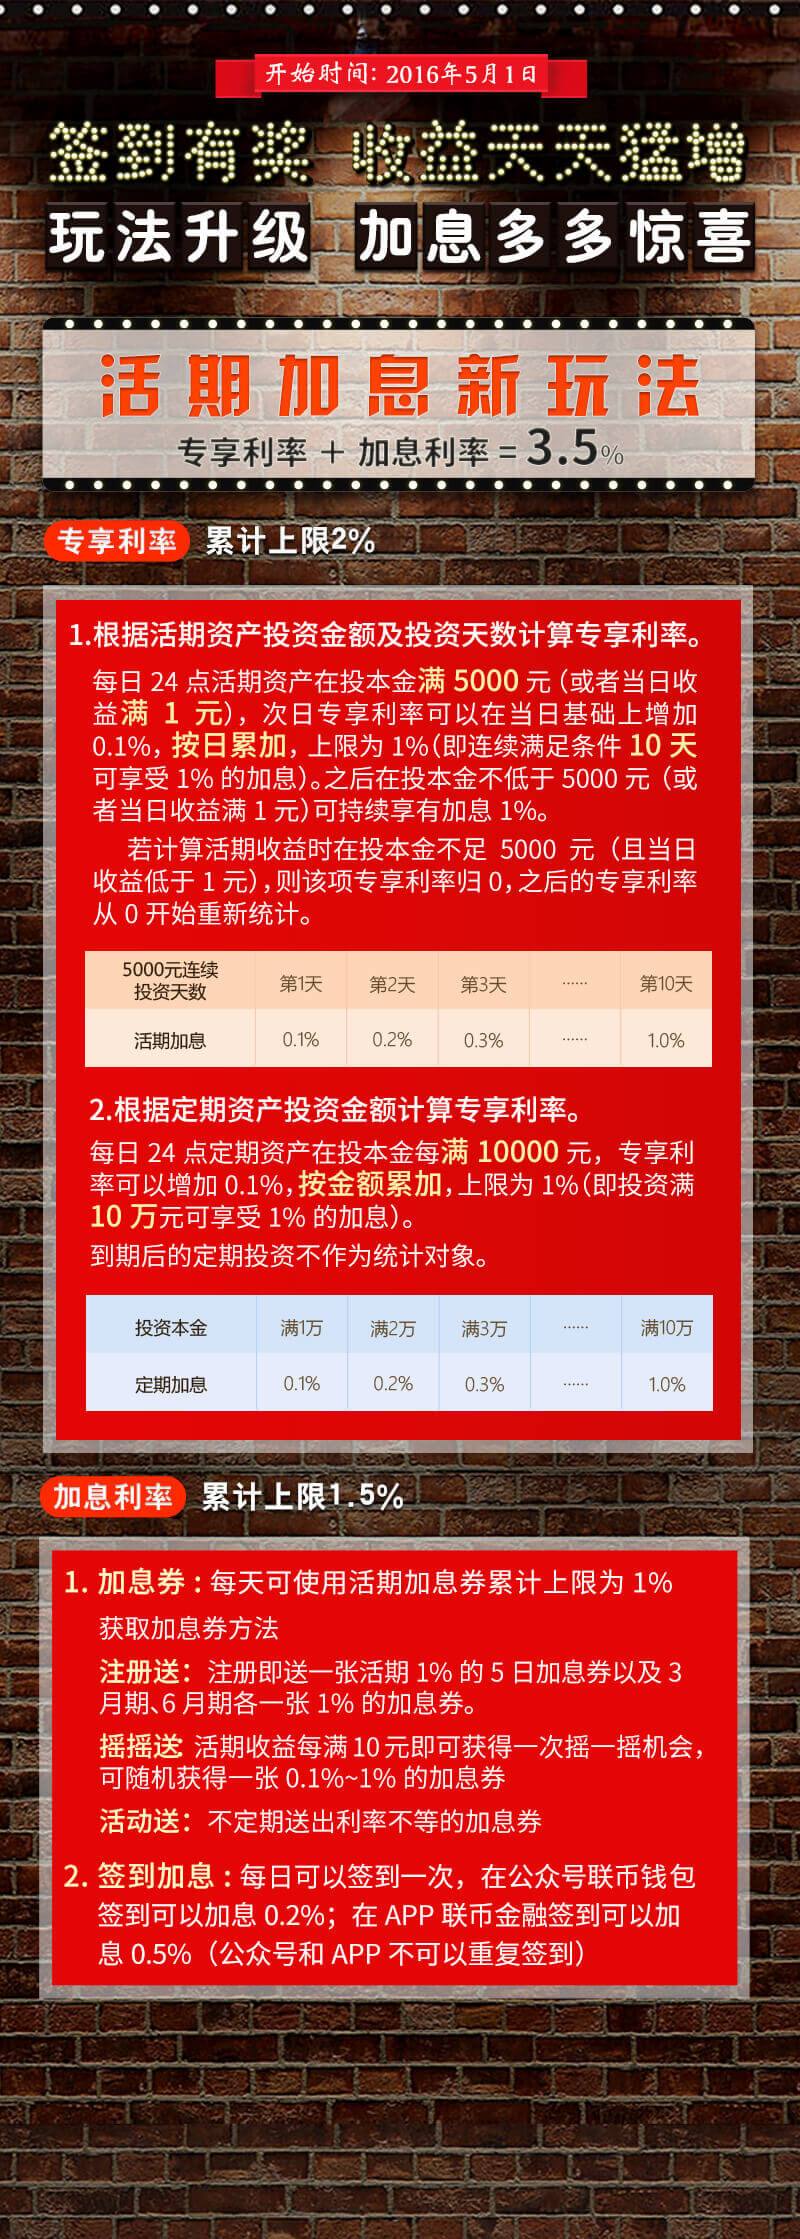 开始时间: 2016年5月1日
签到有奖 收益天天猛增
玩法升级 加息多多惊喜
活期加息新玩法
专享利率 + 加息利率 = 3.5%
专享利率 累计上限2%
1.根据活期资产投资金额及投资天数计算专享利率。
每日 24 点活期资产在投本金满 5000 元（或者当日收
益满 1 元），次日专享利率可以在当日基础上增加
0.1%，按日累加，上限为 1%（即连续满足条件 10 天
可享受 1% 的加息）。之后在投本金不低于 5000 元（或
者当日收益满 1 元）可持续享有加息 1%。
若计算活期收益时在投本金不足 5000 元（且当日
收益低于 1 元），则该项专享利率归 0，之后的专享利率
从 0 开始重新统计。
5000元连续
投资天数 第1天 第2天 第3天 ······ 第10天
活期加息 0.1% 0.2% 0.3% ······ 1.0%
2.根据定期资产投资金额计算专享利率。
每日 24 点定期资产在投本金每满 10000 元，专享利
率可以增加 0.1%，按金额累加，上限为 1%（即投资满
10 万元可享受 1% 的加息）。
到期后的定期投资不作为统计对象。
投资本金 满1万 满2万 满3万 ······ 满10万
定期加息 0.1% 0.2% 0.3% ······ 1.0%
加息利率 累计上限1.5%
1. 加息券：每天可使用活期加息券累计上限为 1%
获取加息券方法
注册送：注册即送一张活期 1% 的 5 日加息券以及 3
月期、6 月期各一张 1% 的加息券。
摇摇送：活期收益每满 10 元即可获得一次摇一摇机会，
可随机获得一张 0.1%~1% 的加息券
活动送：不定期送出利率不等的加息券
2. 签到加息：每日可以签到一次，在公众号联币钱包
签到可以加息 0.2%；在 APP 联币金融签到可以加
息 0.5%（公众号和 APP 不可以重复签到）